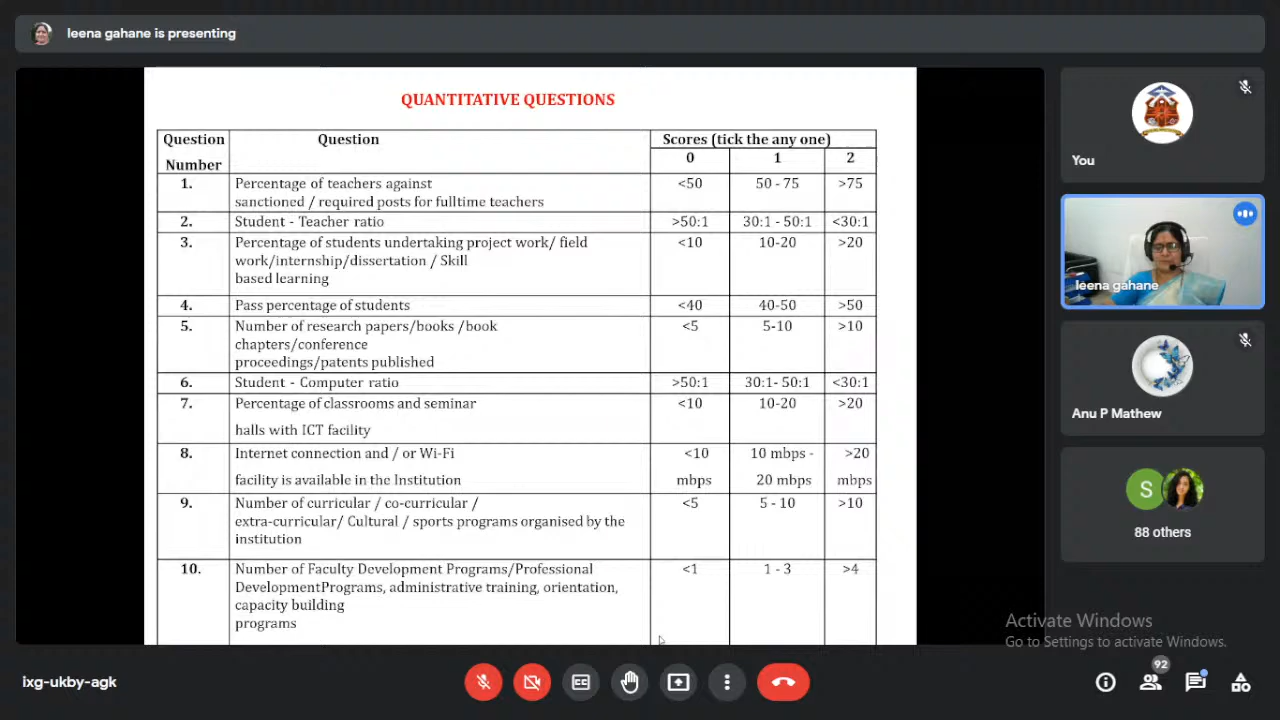 leena gahane is presenting
QUANTITATIVE QUESTIONS
Question Number Question Scores (tick the any one)
0 1 2
1. Percentage of teachers against <50 50 - 75 >75
sanctioned / required posts for fulltime teachers
2. Student - Teacher ratio >50:1 30:1 - 50:1 <30:1
3. Percentage of students undertaking project work/ field <10 10-20 >20
work/internship/dissertation / Skill
based learning
4. Pass percentage of students <40 40-50 >50
5. Number of research papers/books /book <5 5-10 >10
chapters/conference
proceedings/patents published
6. Student - Computer ratio >50:1 30:1- 50:1 <30:1
7. Percentage of classrooms and seminar <10 10-20 >20
halls with ICT facility
8. Internet connection and / or Wi-Fi <10 10 mbps - >20
facility is available in the Institution mbps 20 mbps mbps
9. Number of curricular / co-curricular / <5 5 - 10 >10
extra-curricular/ Cultural / sports programs organised by the
institution
10. Number of Faculty Development Programs/Professional <1 1 - 3 >4
DevelopmentPrograms, administrative training, orientation,
capacity building
programs
You
leena gahane
Anu P Mathew
S
88 others
Activate Windows
Go to Settings to activate Windows.
ixg-ukby-agk
CC
92